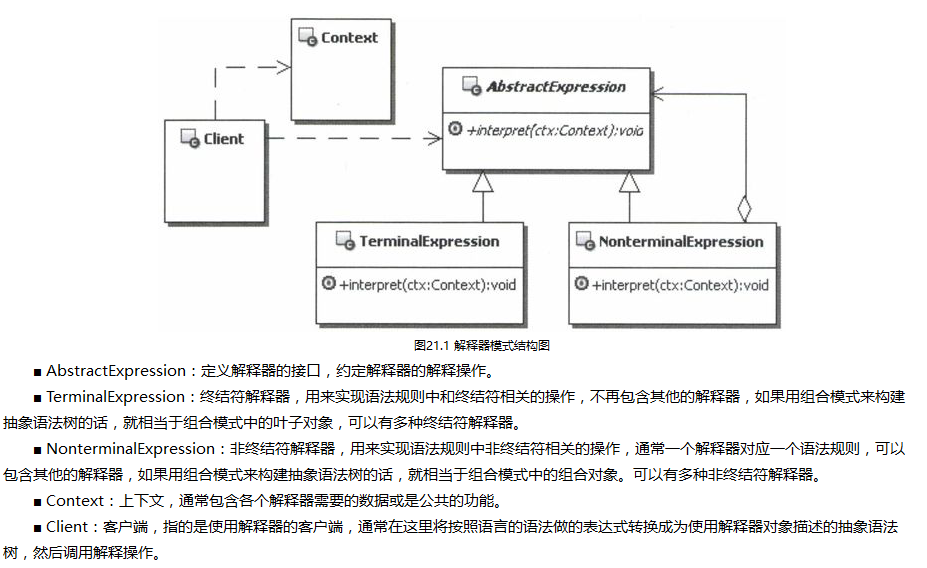 Context
AbstractExpression
+interpret(ctx:Context):void
Client
TerminalExpression
NonterminalExpression
+interpret(ctx:Context):void
+interpret(ctx:Context):void
图21.1 解释器模式结构图
■ AbstractExpression：定义解释器的接口，约定解释器的解释操作。
■ TerminalExpression：终结符解释器，用来实现语法规则中和终结符相关的操作，不再包含其他的解释器，如果用组合模式来构建
抽象语法树的话，就相当于组合模式中的叶子对象，可以有多种终结符解释器。
■ NonterminalExpression：非终结符解释器，用来实现语法规则中非终结符相关的操作，通常一个解释器对应一个语法规则，可以
包含其他的解释器，如果用组合模式来构建抽象语法树的话，就相当于组合模式中的组合对象。可以有多种非终结符解释器。
■ Context：上下文，通常包含各个解释器需要的数据或是公共的功能。
■ Client：客户端，指的是使用解释器的客户端，通常在这里将按照语言的语法做的表达式转换成为使用解释器对象描述的抽象语法
树，然后调用解释操作。